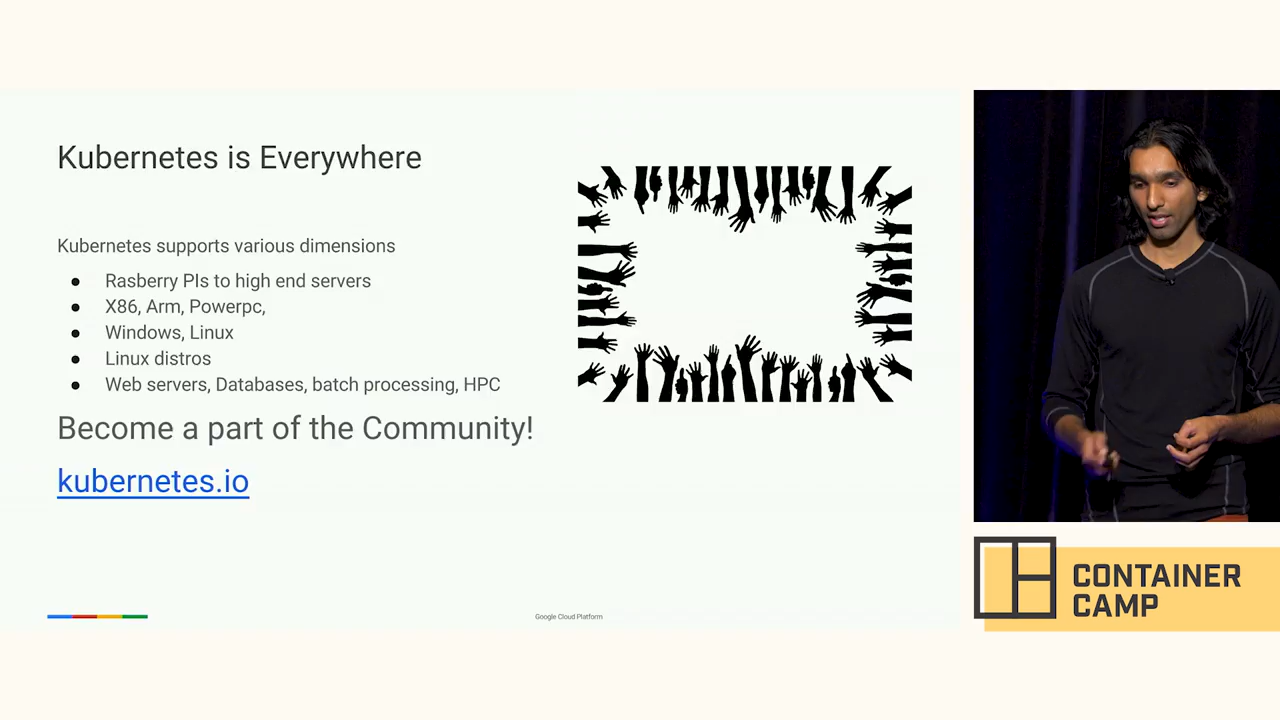 Kubernetes is Everywhere
Kubernetes supports various dimensions
● Rasberry PIs to high end servers
● X86, Arm, Powerpc,
● Windows, Linux
● Linux distros
● Web servers, Databases, batch processing, HPC
Become a part of the Community!
kubernetes.io
Google Cloud Platform
CONTAINER
CAMP